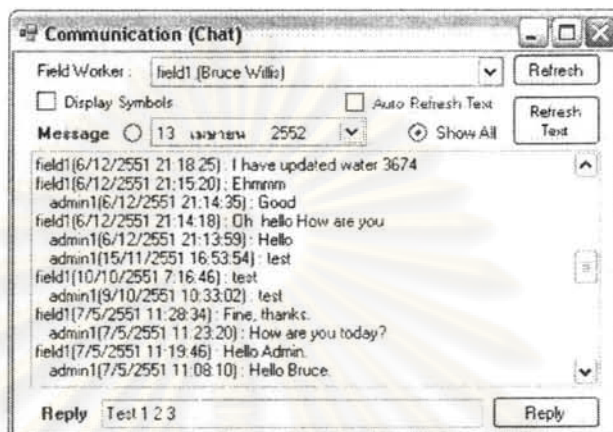 Communication (Chat)
Field Worker : field1 (Bruce Willis) Refresh
Display Symbols Auto Refresh Text Refresh Text
Message 13 เมษายน 2552 Show All
field1(6/12/2551 21:18:25) : I have updated water 3674
field1(6/12/2551 21:15:20) : Ehmmm
admin1(6/12/2551 21:14:35) : Good
field1(6/12/2551 21:14:18) : Oh hello How are you
admin1(6/12/2551 21:13:59) : Hello
admin1(15/11/2551 16:53:54) : test
field1(10/10/2551 7:16:46) : test
admin1(9/10/2551 10:33:02) : test
field1(7/5/2551 11:28:34) : Fine, thanks.
admin1(7/5/2551 11:23:20) : How are you today?
field1(7/5/2551 11:19:46) : Hello Admin.
admin1(7/5/2551 11:08:10) : Hello Bruce.
Reply Test 1 2 3 Reply